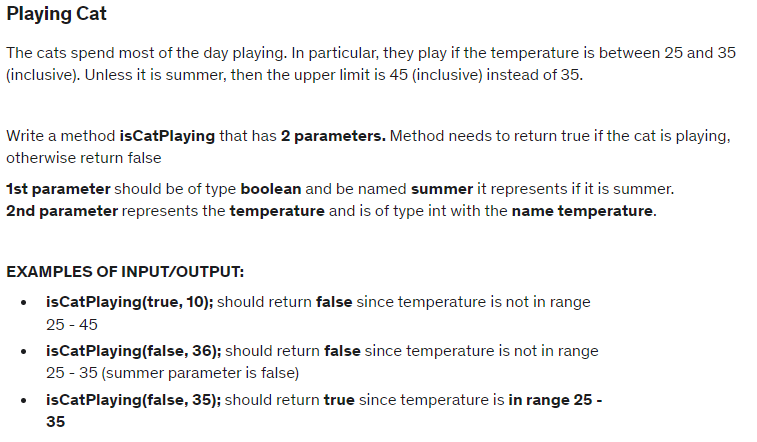 Playing Cat
The cats spend most of the day playing. In particular, they play if the temperature is between 25 and 35
(inclusive). Unless it is summer, then the upper limit is 45 (inclusive) instead of 35.
Write a method isCatPlaying that has 2 parameters. Method needs to return true if the cat is playing,
otherwise return false
1st parameter should be of type boolean and be named summer it represents if it is summer.
2nd parameter represents the temperature and is of type int with the name temperature.
EXAMPLES OF INPUT/OUTPUT:
• isCatPlaying(true, 10); should return false since temperature is not in range
25 - 45
• isCatPlaying(false, 36); should return false since temperature is not in range
25 - 35 (summer parameter is false)
• isCatPlaying(false, 35); should return true since temperature is in range 25 -
35